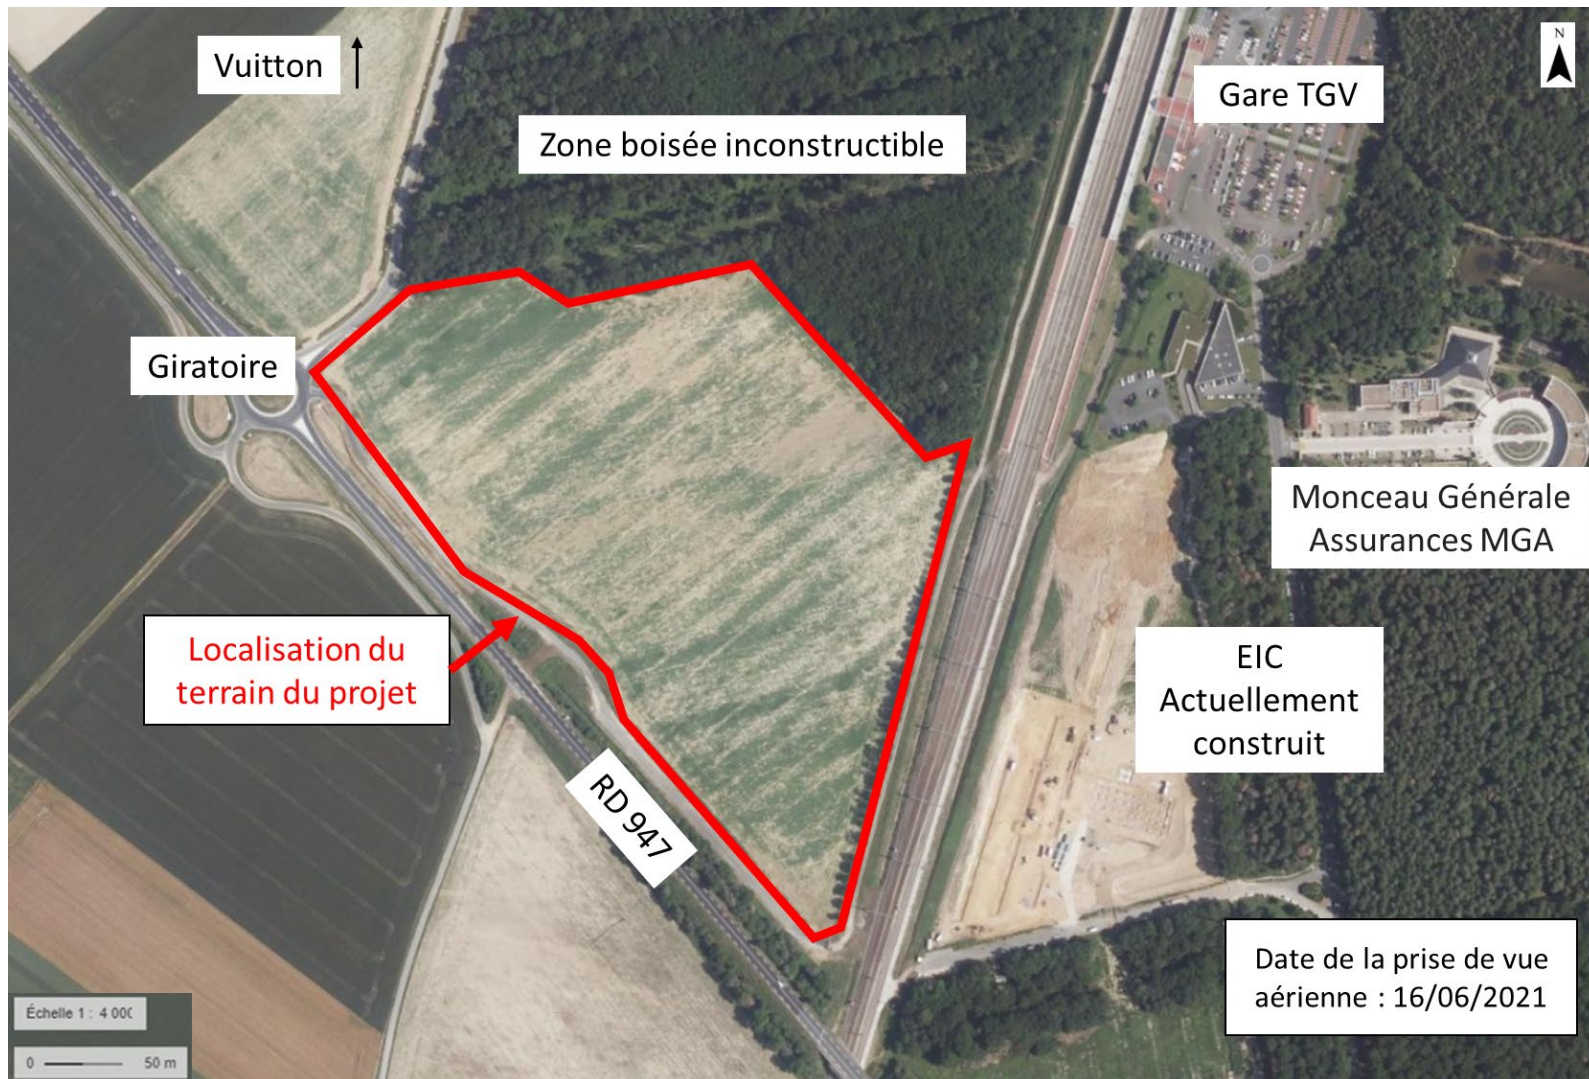 Vuitton
N
Gare TGV
Zone boisée inconstructible
Giratoire
Monceau Générale
Assurances MGA
Localisation du
terrain du projet
EIC
Actuellement
construit
RD 947
Date de la prise de vue
aérienne : 16/06/2021
Échelle 1 : 4 000
0 50 m